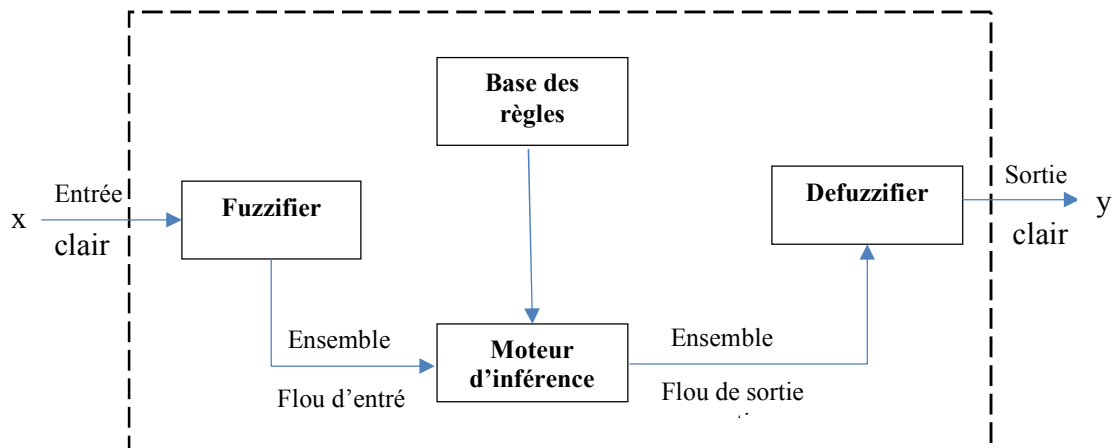 Base des
règles
Entrée
x
clair
Fuzzifier
Defuzzifier
Sortie
y
clair
Ensemble
Flou d’entré
Moteur
d’inférence
Ensemble
Flou de sortie